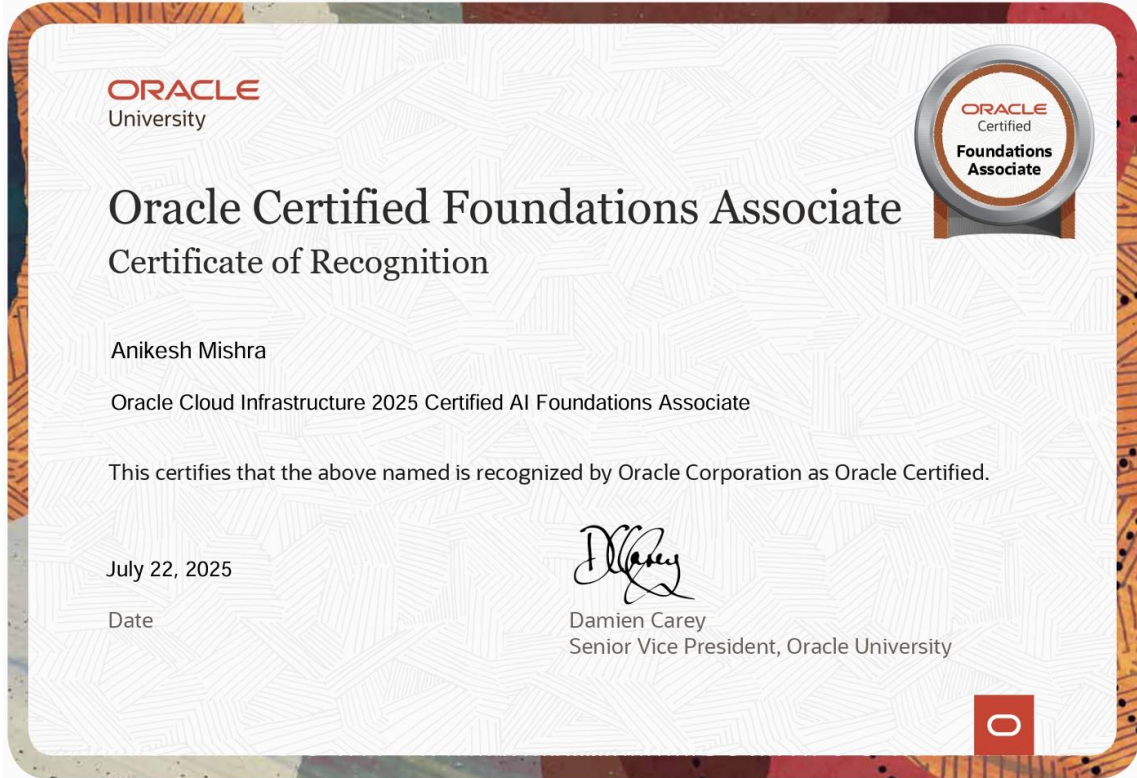 ORACLE
University
ORACLE
Certified
Foundations
Associate
Oracle Certified Foundations Associate
Certificate of Recognition
Anikesh Mishra
Oracle Cloud Infrastructure 2025 Certified AI Foundations Associate
This certifies that the above named is recognized by Oracle Corporation as Oracle Certified.
DCarey
July 22, 2025
Date
Damien Carey
Senior Vice President, Oracle University